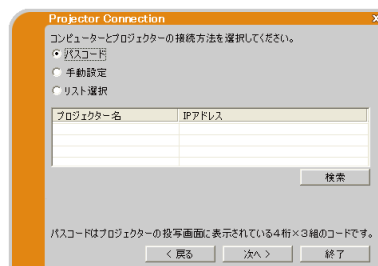 Projector Connection
コンピューターとプロジェクターの接続方法を選択してください。
パスコード
手動設定
リスト選択
プロジェクター名 IPアドレス
検索
パスコードはプロジェクターの投写画面に表示されている4桁×3組のコードです。
< 戻る 次へ > 終了